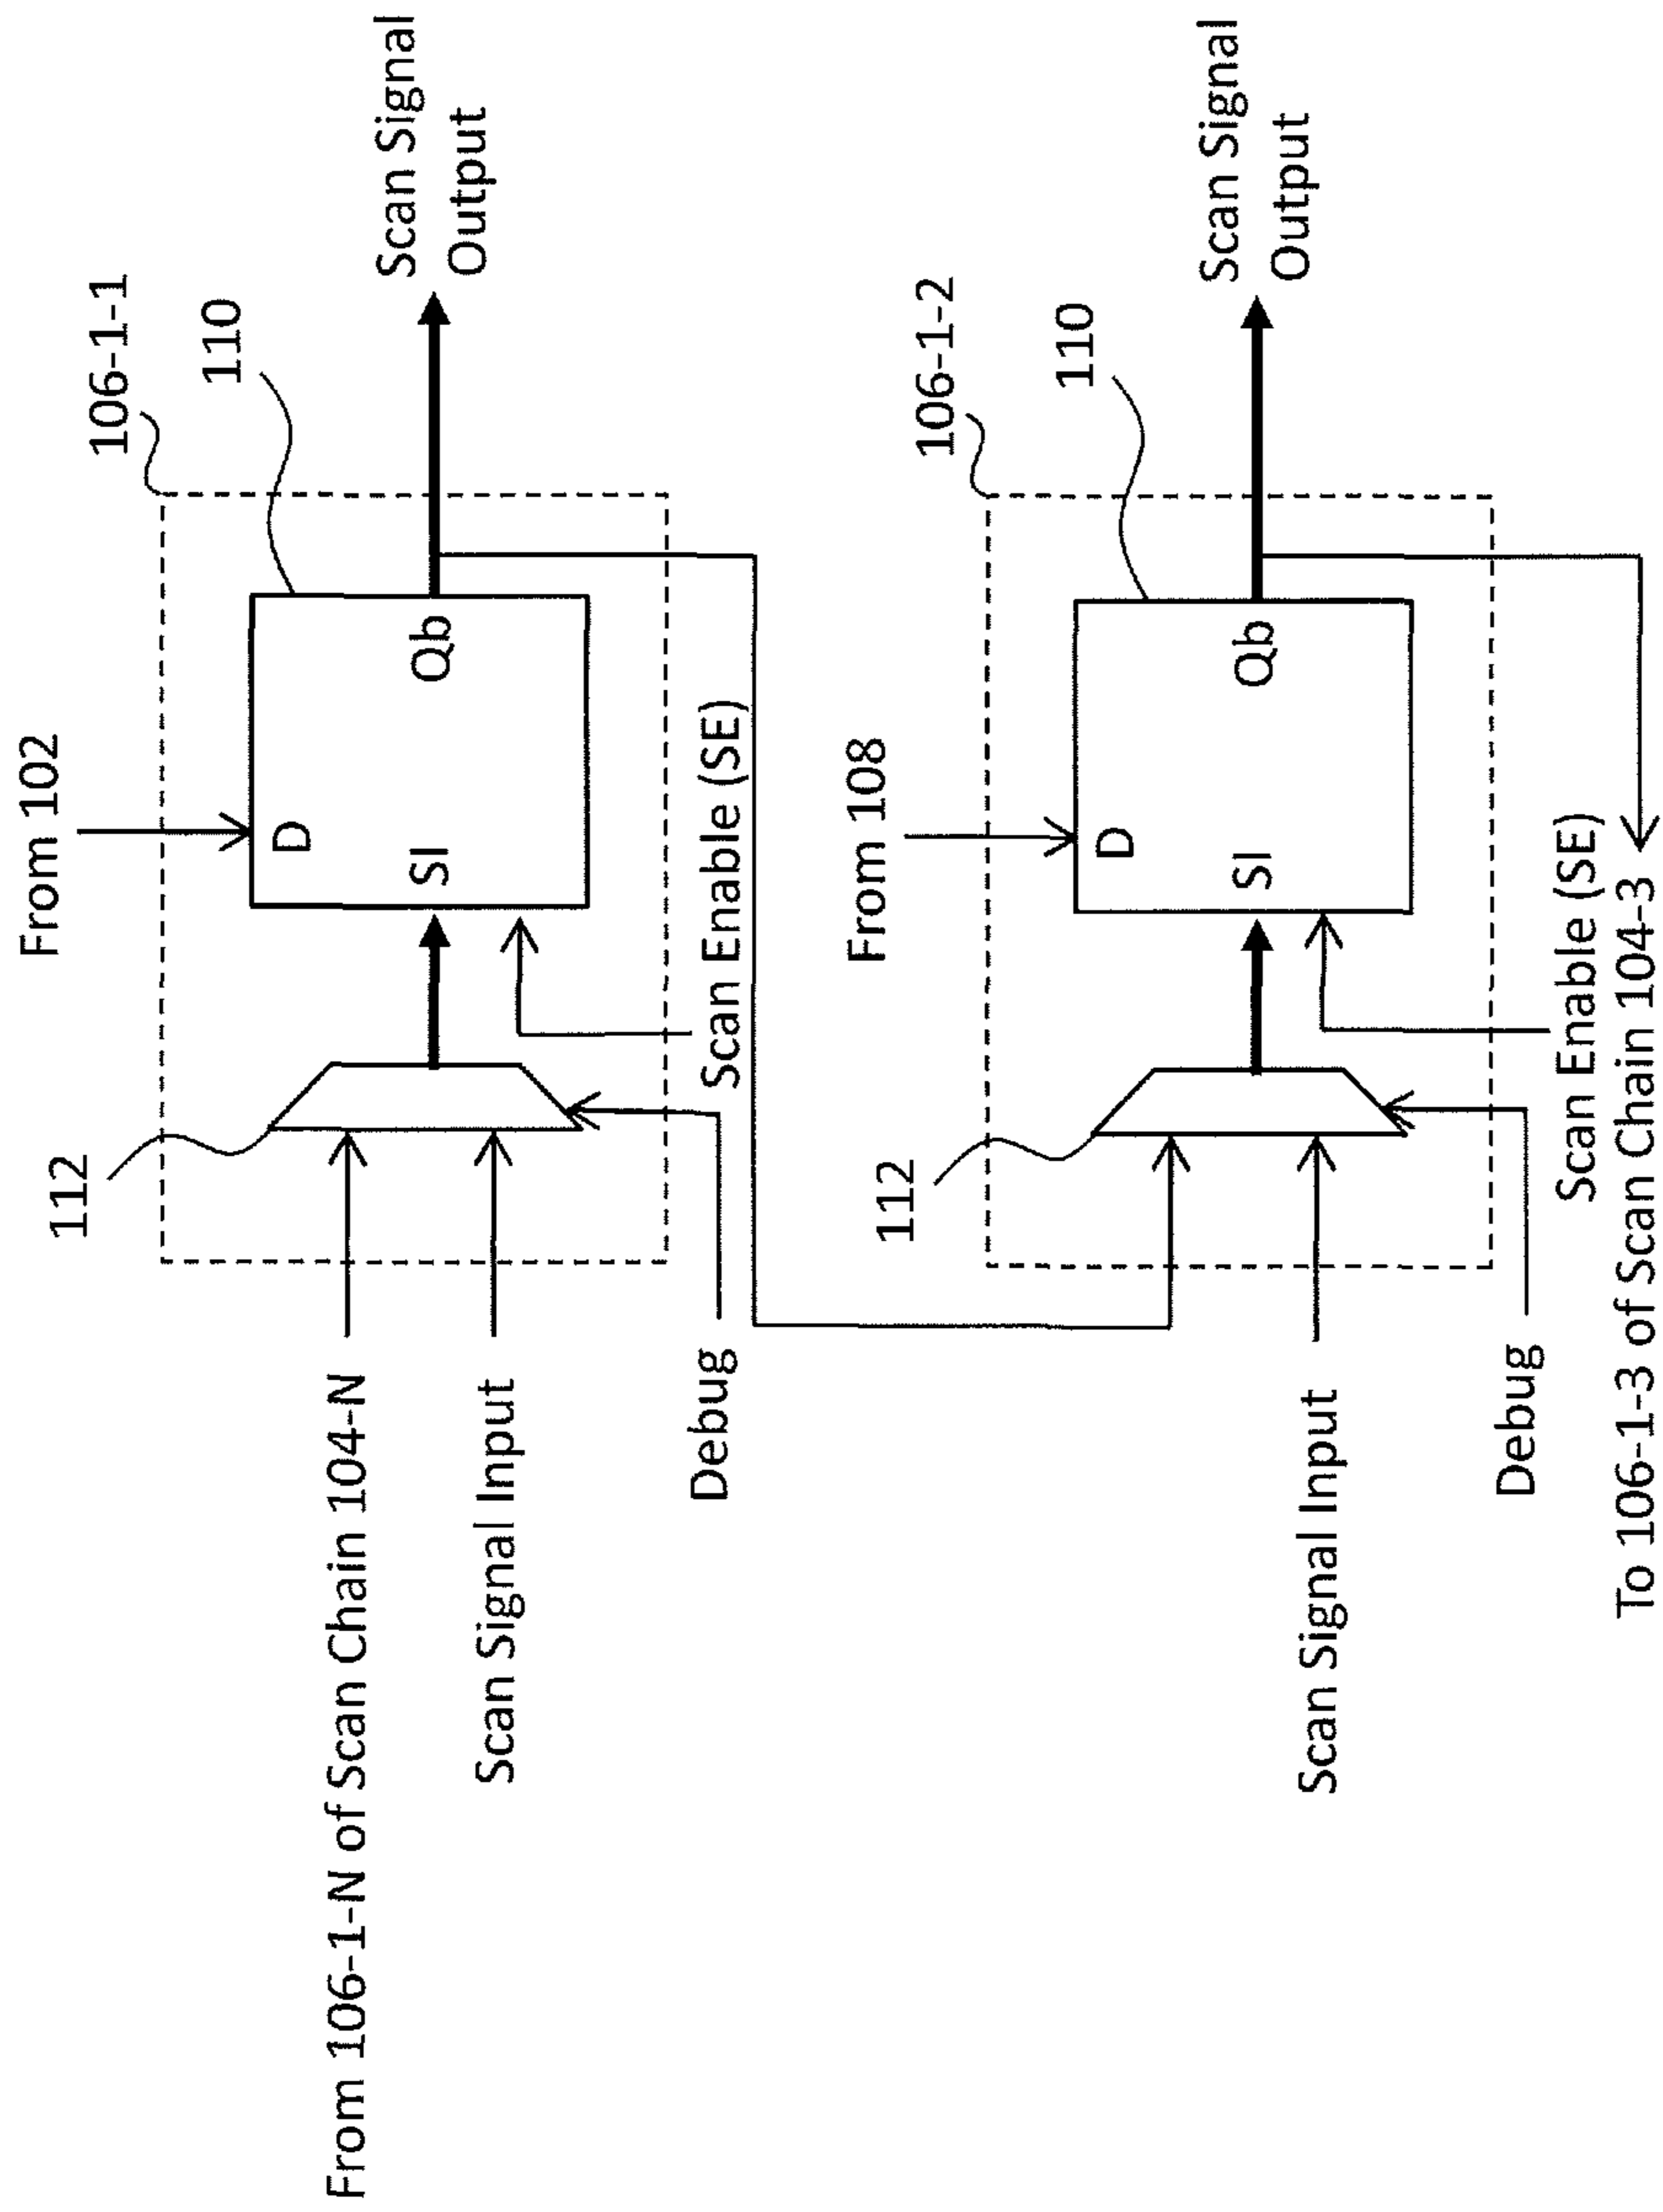 From 102
106-1-1
110
112
D
SI
Qb
Scan Signal
Output
From 106-1-N of Scan Chain 104-N
Scan Signal Input
Debug
Scan Enable (SE)
From 108
106-1-2
110
112
D
SI
Qb
Scan Signal
Output
Scan Signal Input
Debug
Scan Enable (SE)
To 106-1-3 of Scan Chain 104-3